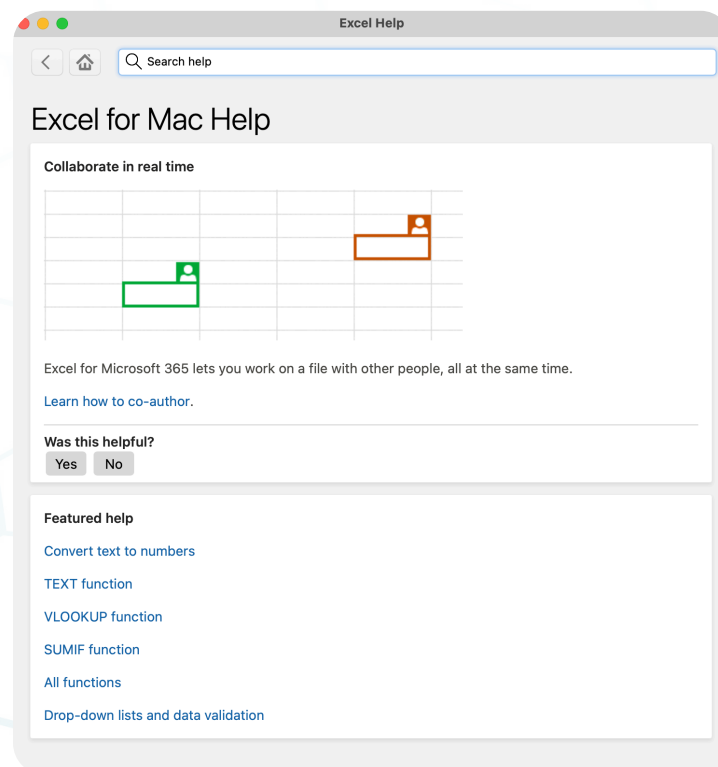 Excel Help
Search help
Excel for Mac Help
Collaborate in real time
Excel for Microsoft 365 lets you work on a file with other people, all at the same time.
Learn how to co-author.
Was this helpful?
Yes No
Featured help
Convert text to numbers
TEXT function
VLOOKUP function
SUMIF function
All functions
Drop-down lists and data validation